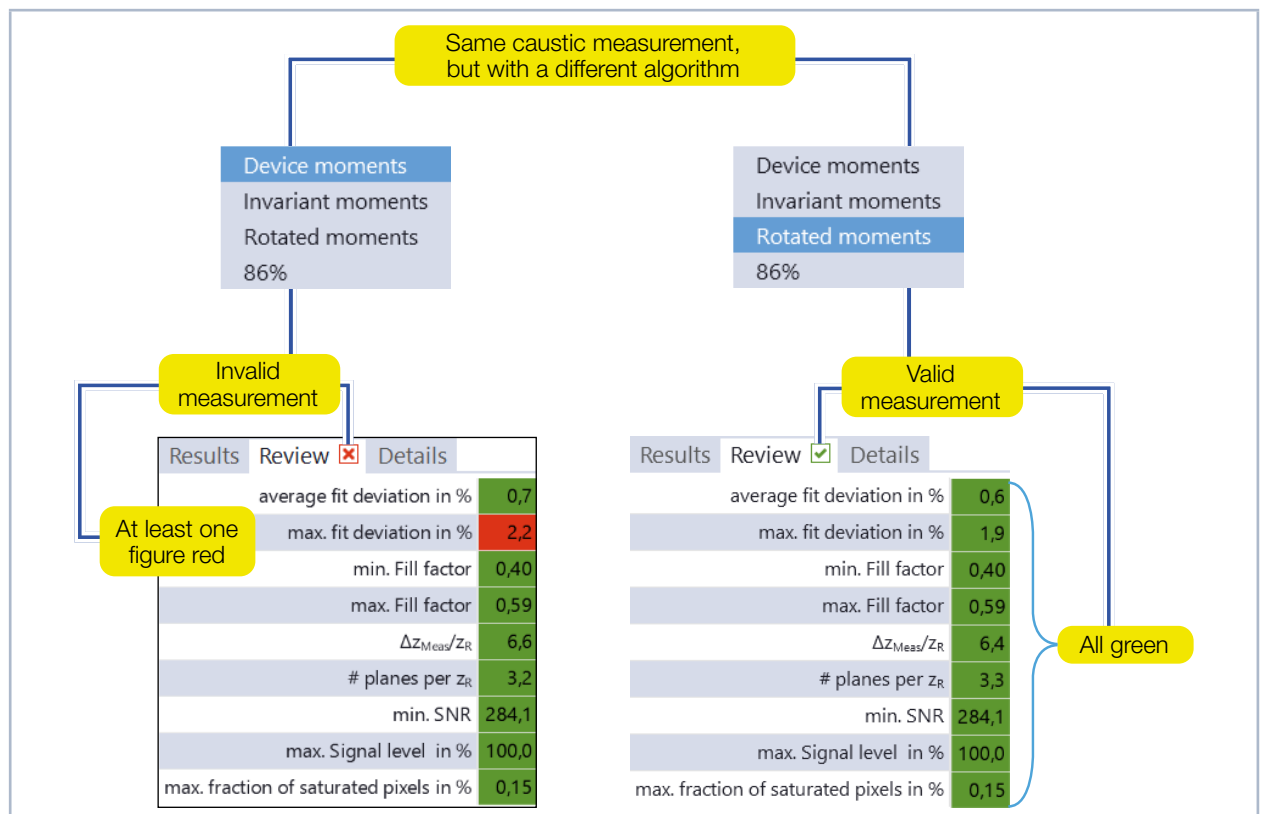 Same caustic measurement,
but with a different algorithm
Device moments
Invariant moments
Rotated moments
86%
Device moments
Invariant moments
Rotated moments
86%
Invalid
measurement
Valid
measurement
Results Review Details
average fit deviation in % 0,7
max. fit deviation in % 2,2
min. Fill factor 0,40
max. Fill factor 0,59
Δz_Meas/z_R 6,6
# planes per z_R 3,2
min. SNR 284,1
max. Signal level in % 100,0
max. fraction of saturated pixels in % 0,15
At least one
figure red
Results Review Details
average fit deviation in % 0,6
max. fit deviation in % 1,9
min. Fill factor 0,40
max. Fill factor 0,59
Δz_Meas/z_R 6,4
# planes per z_R 3,3
min. SNR 284,1
max. Signal level in % 100,0
max. fraction of saturated pixels in % 0,15
All green